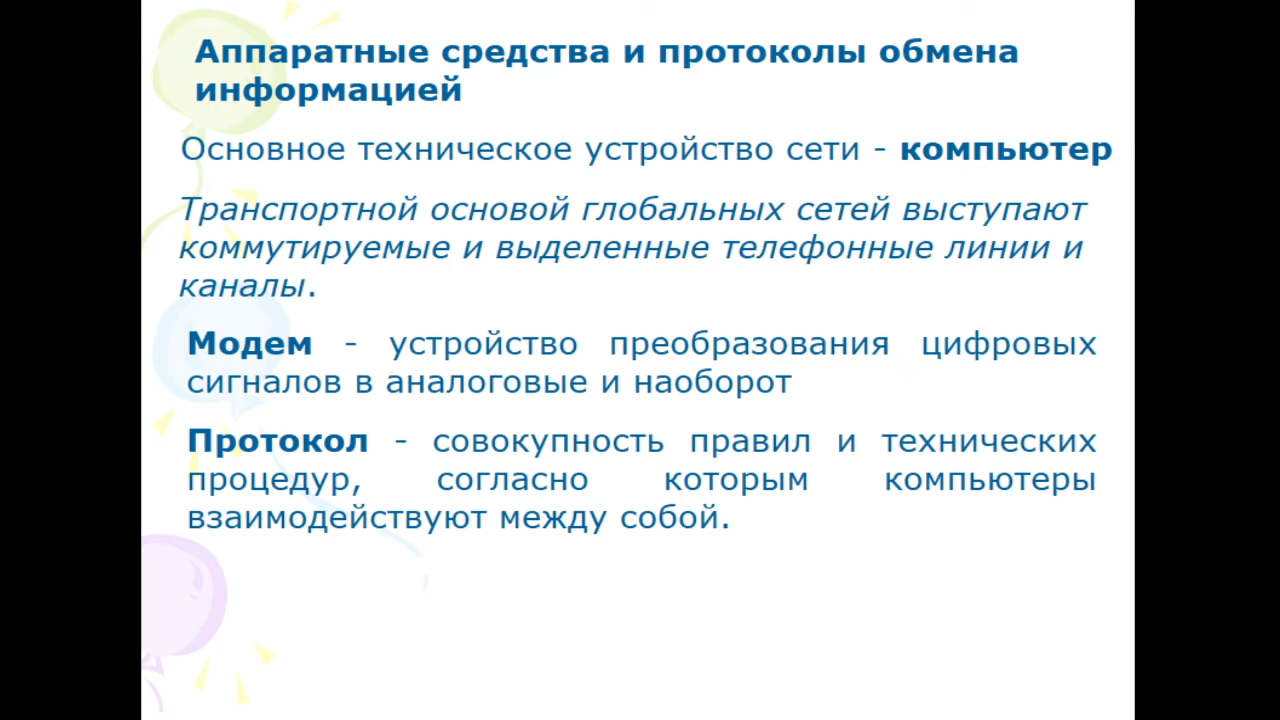 Аппаратные средства и протоколы обмена
информацией
Основное техническое устройство сети - компьютер
Транспортной основой глобальных сетей выступают
коммутируемые и выделенные телефонные линии и
каналы.
Модем - устройство преобразования цифровых
сигналов в аналоговые и наоборот
Протокол - совокупность правил и технических
процедур, согласно которым компьютеры
взаимодействуют между собой.